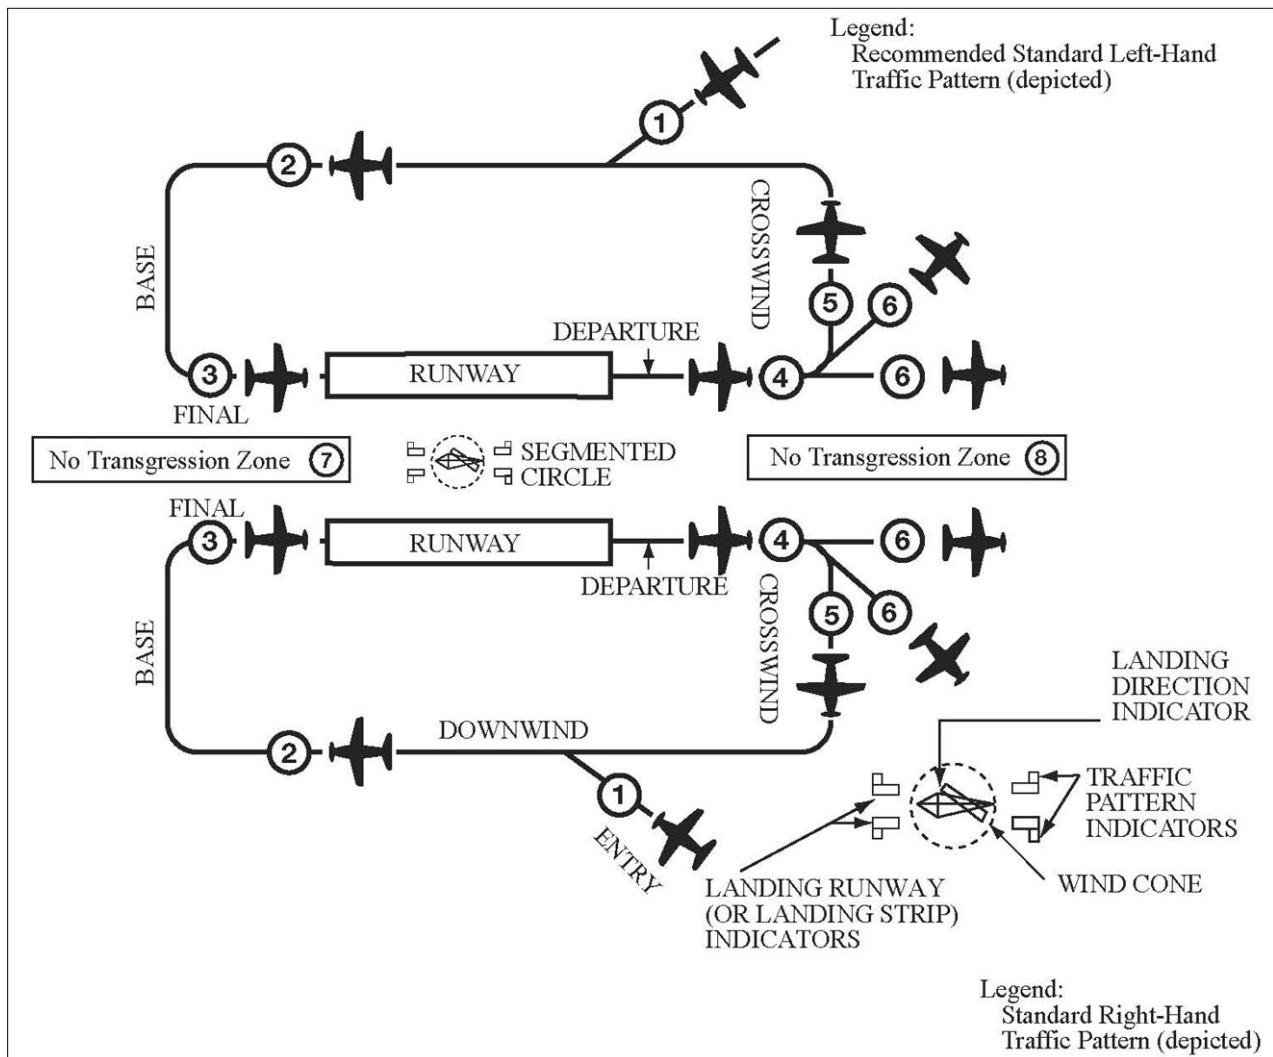 Legend:
Recommended Standard Left-Hand
Traffic Pattern (depicted)
1
2
CROSSWIND
BASE
5
6
DEPARTURE
3
RUNWAY
4
6
FINAL
No Transgression Zone 7
SEGMENTED
CIRCLE
No Transgression Zone 8
FINAL
3
RUNWAY
4
6
DEPARTURE
CROSSWIND
BASE
5
6
LANDING
DIRECTION
INDICATOR
DOWNWIND
2
1
ENTRY
TRAFFIC
PATTERN
INDICATORS
WIND CONE
LANDING RUNWAY
(OR LANDING STRIP)
INDICATORS
Legend:
Standard Right-Hand
Traffic Pattern (depicted)